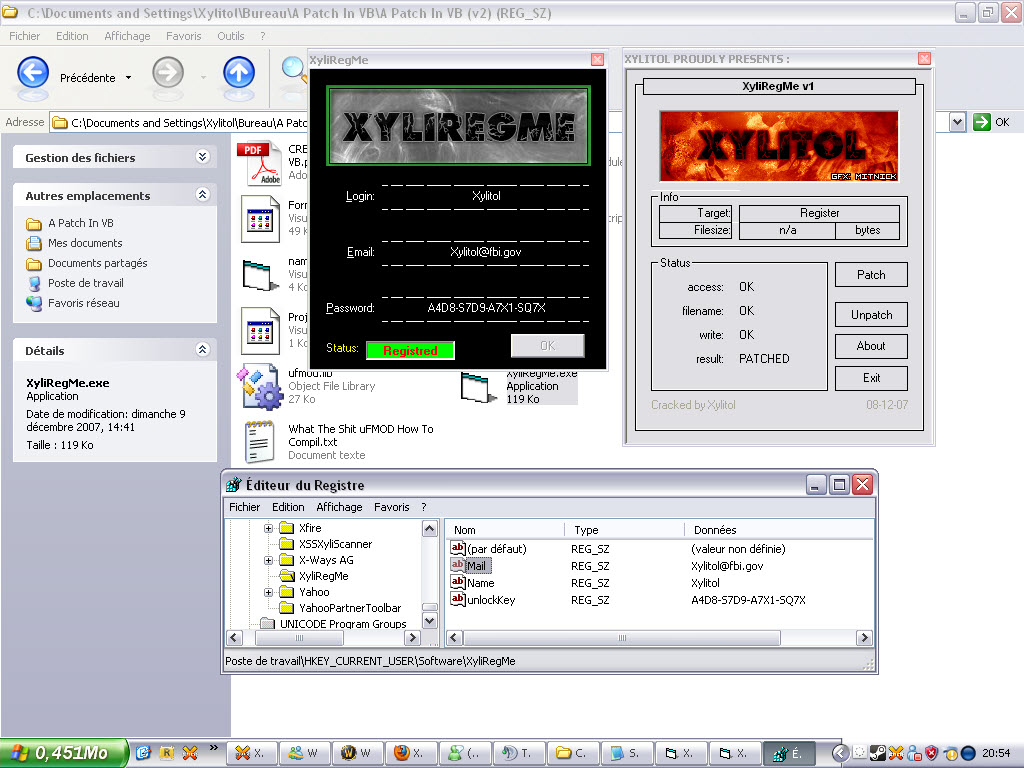 C:\Documents and Settings\Xylitol\Bureau\A Patch In VB\A Patch In VB (v2) (REG_SZ)
Fichier Edition Affichage Favoris Outils ?
Précédente
Adresse C:\Documents and Settings\Xylitol\Bureau\A Patc OK
Gestion des fichiers
Autres emplacements
A Patch In VB
Mes documents
Documents partagés
Poste de travail
Favoris réseau
Détails
XyliRegMe.exe
Application
Date de modification: dimanche 9
décembre 2007, 14:41
Taille : 119 Ko
PDF
Adobe
CRE
VB.p
Ado
Form
Visu
49 K
nam
Visu
4 Ko
Proj
Visu
1 Ko
ufmod.lib
Object File Library
27 Ko
XyliRegMe.exe
Application
119 Ko
What The Shit uFMOD How To
Compil.txt
Document texte
XyliRegMe
XYLIREGME
Login: Xylitol
Email: Xylitol@fbi.gov
Password: A4D8-S7D9-A7X1-SQ7X
Status: Registred OK
XYLITOL PROUDLY PRESENTS :
XyliRegMe v1
XYLITOL
GFX: MITNICK
Info
Target: Register
Filesize: n/a bytes
Status
access: OK
filename: OK
write: OK
result: PATCHED
Patch
Unpatch
About
Exit
Cracked by Xylitol 08-12-07
Éditeur du Registre
Fichier Edition Affichage Favoris ?
Xfire
XSSXyliScanner
X-Ways AG
XyliRegMe
Yahoo
YahooPartnerToolbar
UNICODE Program Groups
Nom Type Données
(par défaut) REG_SZ (valeur non définie)
Mail REG_SZ Xylitol@fbi.gov
Name REG_SZ Xylitol
unlockKey REG_SZ A4D8-S7D9-A7X1-SQ7X
Poste de travail\HKEY_CURRENT_USER\Software\XyliRegMe
0,451Mo » X. W W X. (.. T. C. S. X. X. É. 20:54